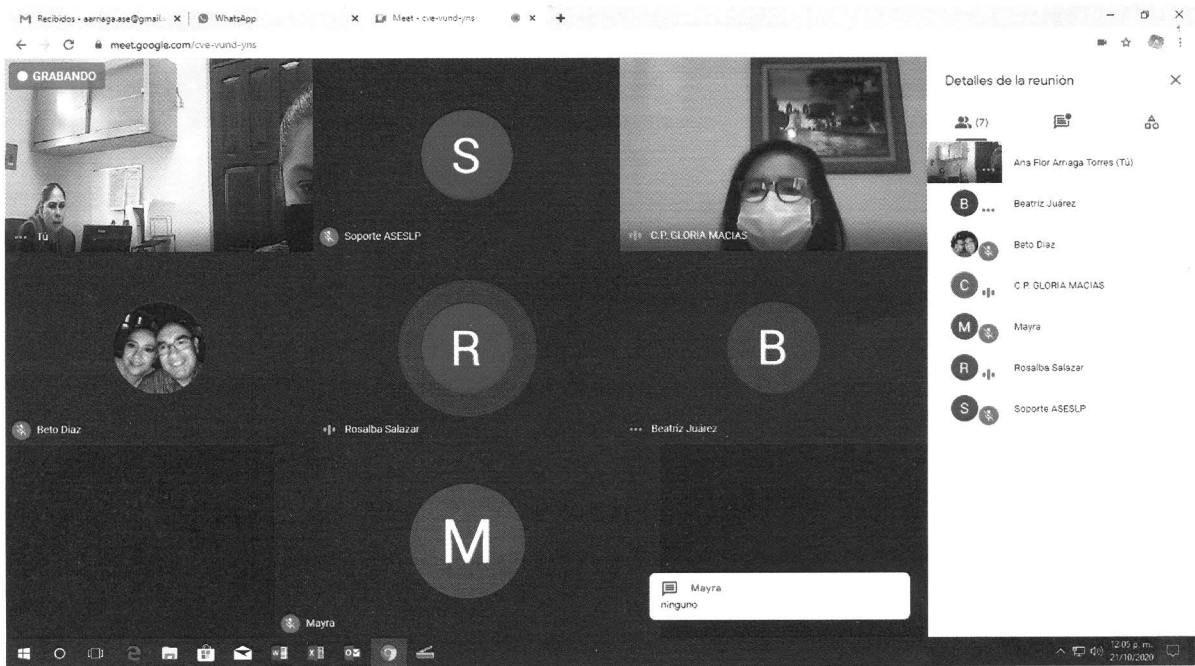 Recibidos - aarriaga.ase@gmail.
WhatsApp
Meet - cve-vund-yns
meet.google.com/cve-vund-yns
GRABANDO
Tú
S
Soporte ASESLP
C.P. GLORIA MACIAS
Beto Diaz
R
Rosalba Salazar
B
Beatriz Juárez
M
Mayra
Mayra
ninguno
Detalles de la reunión
(7)
Ana Flor Arriaga Torres (Tú)
B
Beatriz Juárez
Beto Diaz
C
C.P. GLORIA MACIAS
M
Mayra
R
Rosalba Salazar
S
Soporte ASESLP
12:05 p. m.
21/10/2020